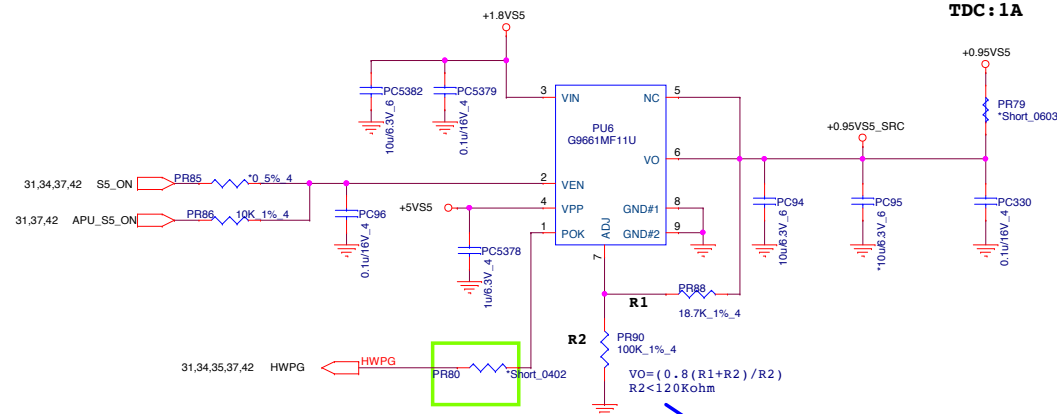 TDC:1A
+1.8VS5
+0.95VS5
PC5382
10u/6.3V_6
PC5379
0.1u/16V_4
3
VIN
NC
5
PU6
G9661MF11U
PR79
*Short_0603
+0.95VS5_SRC
VO
6
31,34,37,42
S5_ON
PR85
*0_5%_4
2
VEN
31,37,42
APU_S5_ON
PR86
10K_1%_4
+5VS5
4
VPP
GND#1
8
1
POK
ADJ
GND#2
9
7
PC96
0.1u/16V_4
PC5378
1u/6.3V_4
PC94
10u/6.3V_6
PC95
*10u/6.3V_6
PC330
0.1u/16V_4
R1
PR88
18.7K_1%_4
R2
PR90
100K_1%_4
31,34,35,37,42
HWPG
HWPG
PR80
*Short_0402
VO=(0.8(R1+R2)/R2)
R2<120Kohm